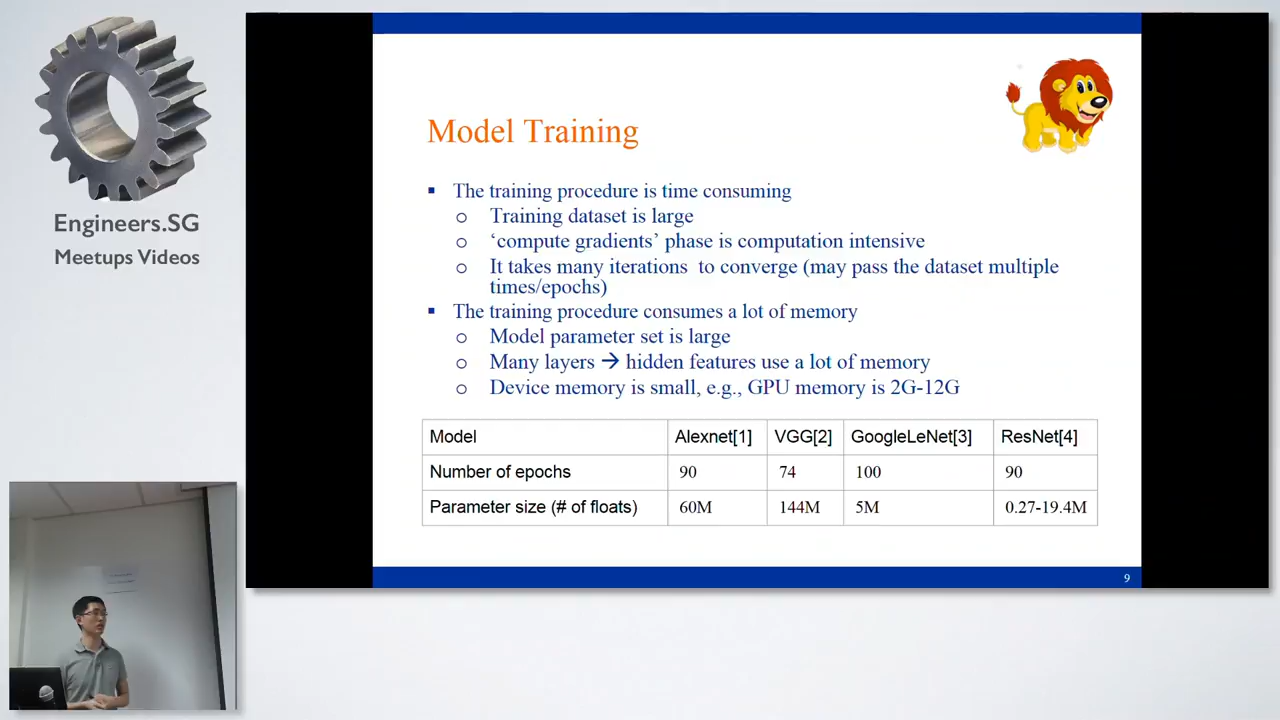 Engineers.SG
Meetups Videos
Model Training
▪ The training procedure is time consuming
o Training dataset is large
o ‘compute gradients’ phase is computation intensive
o It takes many iterations to converge (may pass the dataset multiple
times/epochs)
▪ The training procedure consumes a lot of memory
o Model parameter set is large
o Many layers → hidden features use a lot of memory
o Device memory is small, e.g., GPU memory is 2G-12G
Model Alexnet[1] VGG[2] GoogleLeNet[3] ResNet[4]
Number of epochs 90 74 100 90
Parameter size (# of floats) 60M 144M 5M 0.27-19.4M
9